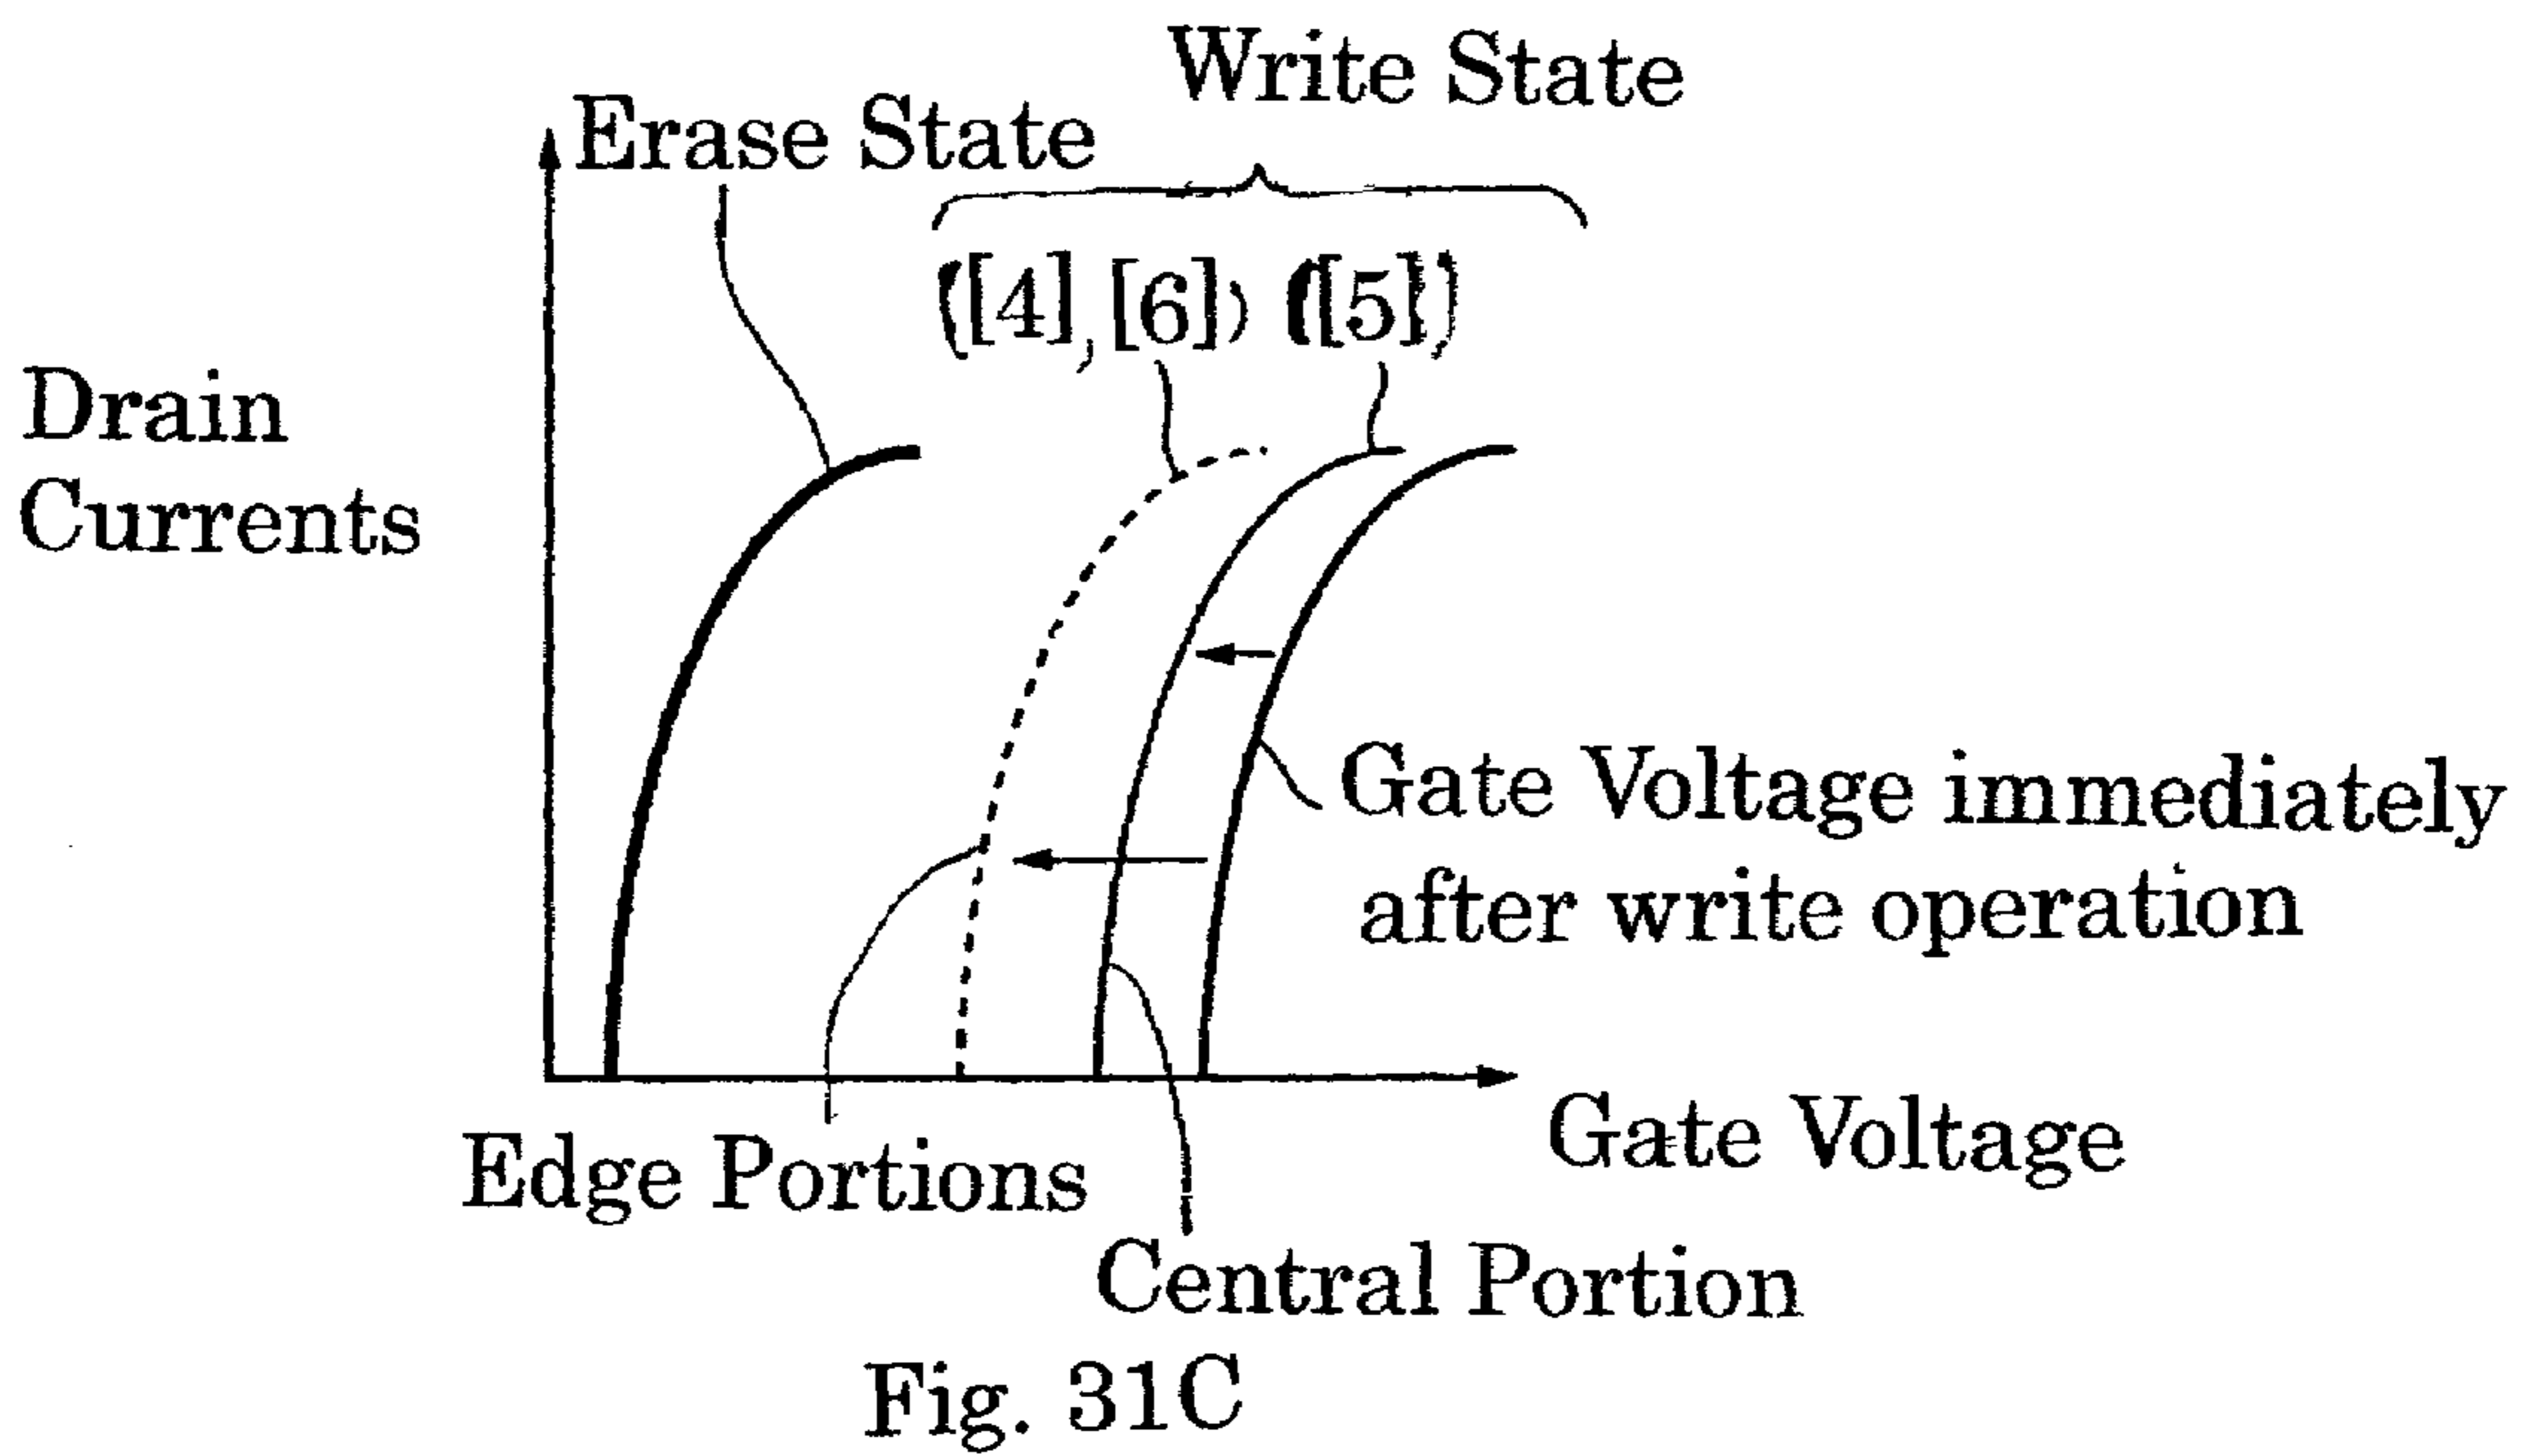 Write State
Erase State
([4], [6]) ([5])
Drain
Currents
Gate Voltage immediately
after write operation
Gate Voltage
Edge Portions
Central Portion
Fig. 31C